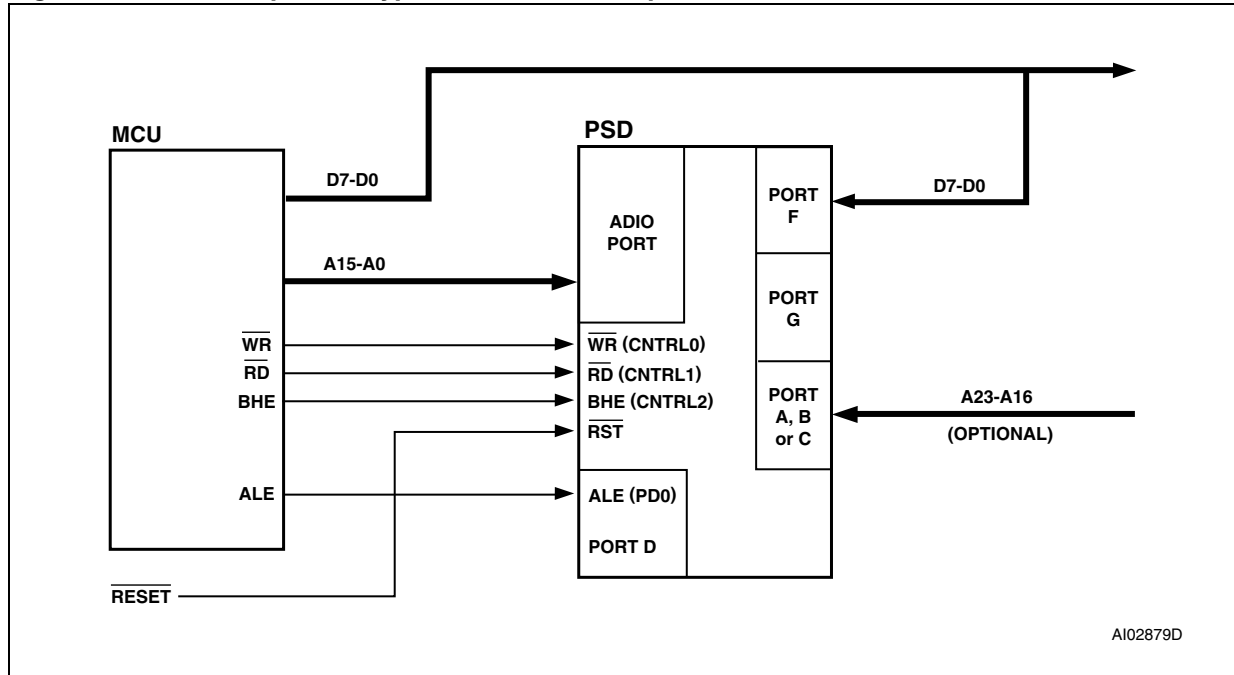 MCU
PSD
D7-D0
A15-A0
WR
RD
BHE
ALE
RESET
ADIO
PORT
WR (CNTRL0)
RD (CNTRL1)
BHE (CNTRL2)
RST
ALE (PD0)
PORT D
PORT
F
PORT
G
PORT
A, B
or C
D7-D0
A23-A16
(OPTIONAL)
AI02879D